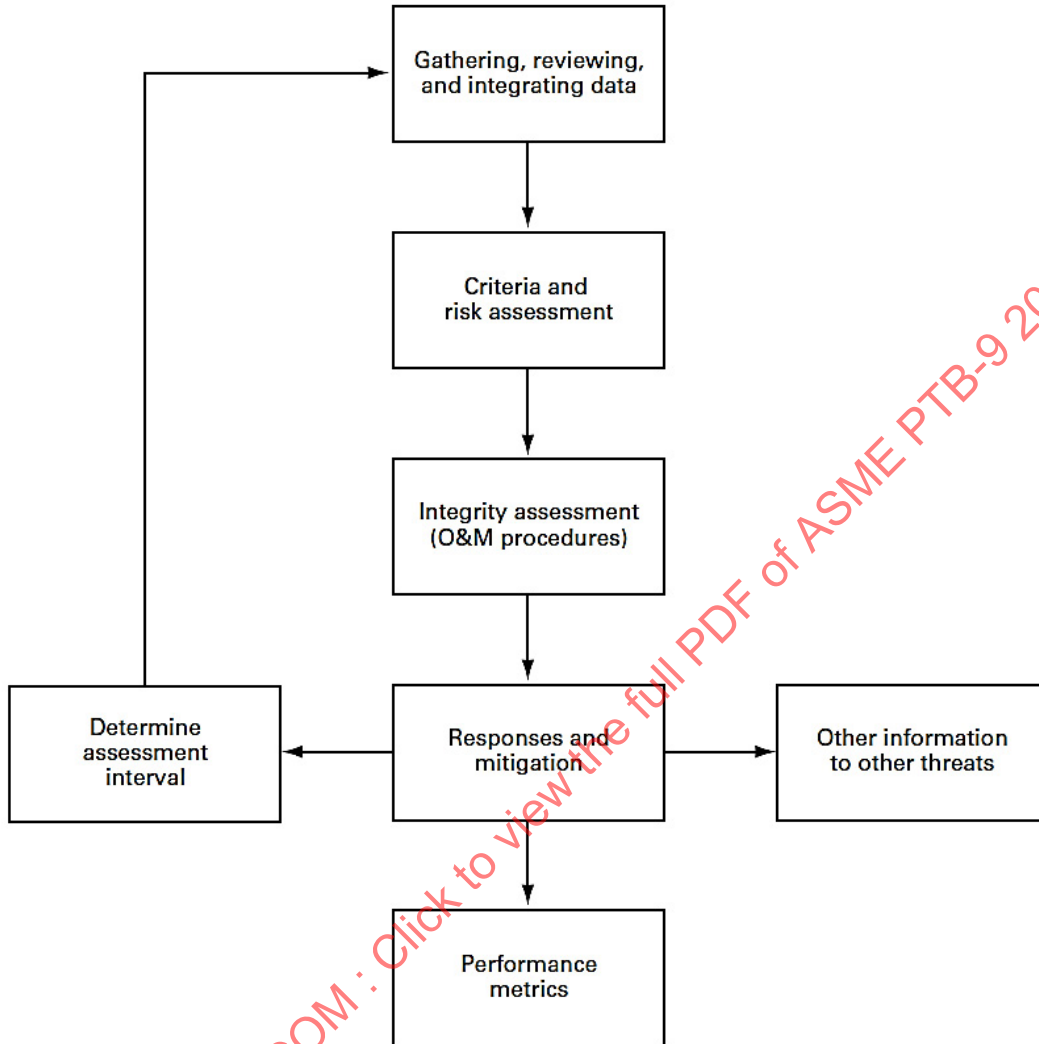 Gathering, reviewing,
and integrating data
Criteria and
risk assessment
Integrity assessment
(O&M procedures)
Determine
assessment
interval
Responses and
mitigation
Other information
to other threats
Performance
metrics
COM : Click to view the full PDF of ASME PTB-9 20